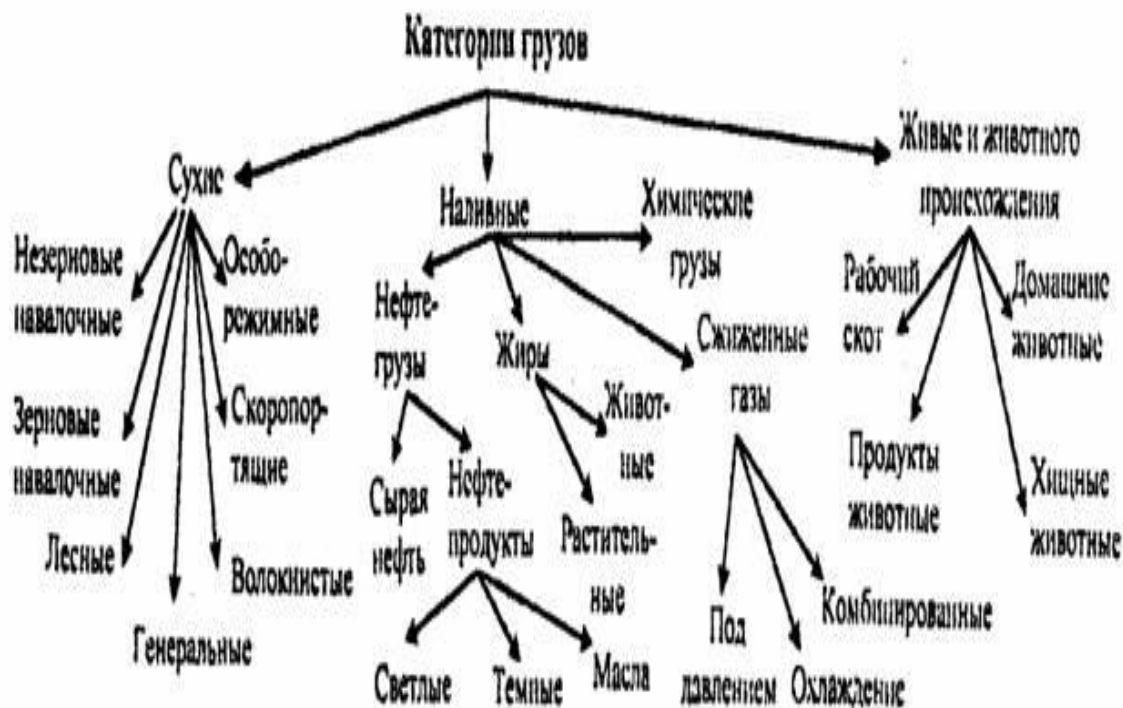 Категории грузов
Сухие
Наливные
Химические
грузы
Живые и животного
происхождения
Незерновые
навалочные
Особо-
режимные
Зерновые
навалочные
Скоропор-
тящие
Лесные
Волокнистые
Генеральные
Нефте-
грузы
Жиры
Сжиженные
газы
Сырая
нефть
Нефте-
продукты
Живот-
ные
Раститель-
ные
Светлые
Темные
Масла
Под
давлением
Охлаждение
Комбинированные
Рабочий
скот
Домашние
животные
Продукты
животные
Хищные
животные